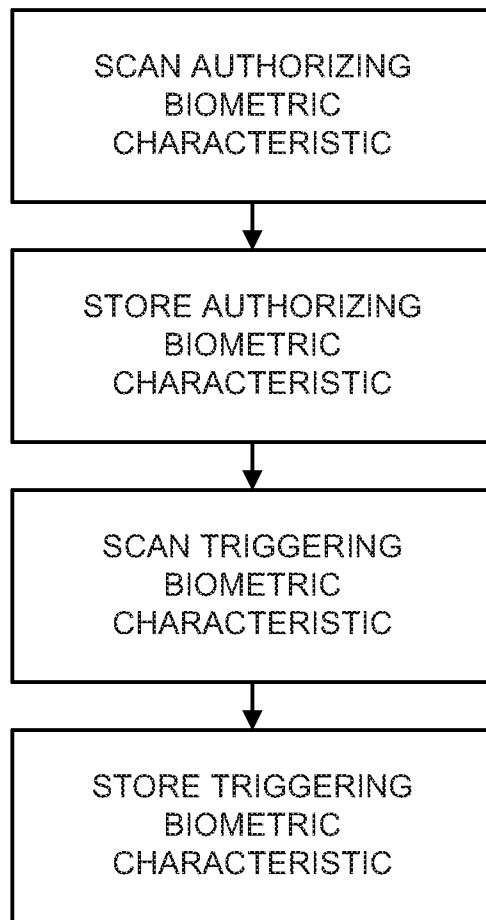 SCAN AUTHORIZING
BIOMETRIC
CHARACTERISTIC
STORE AUTHORIZING
BIOMETRIC
CHARACTERISTIC
SCAN TRIGGERING
BIOMETRIC
CHARACTERISTIC
STORE TRIGGERING
BIOMETRIC
CHARACTERISTIC